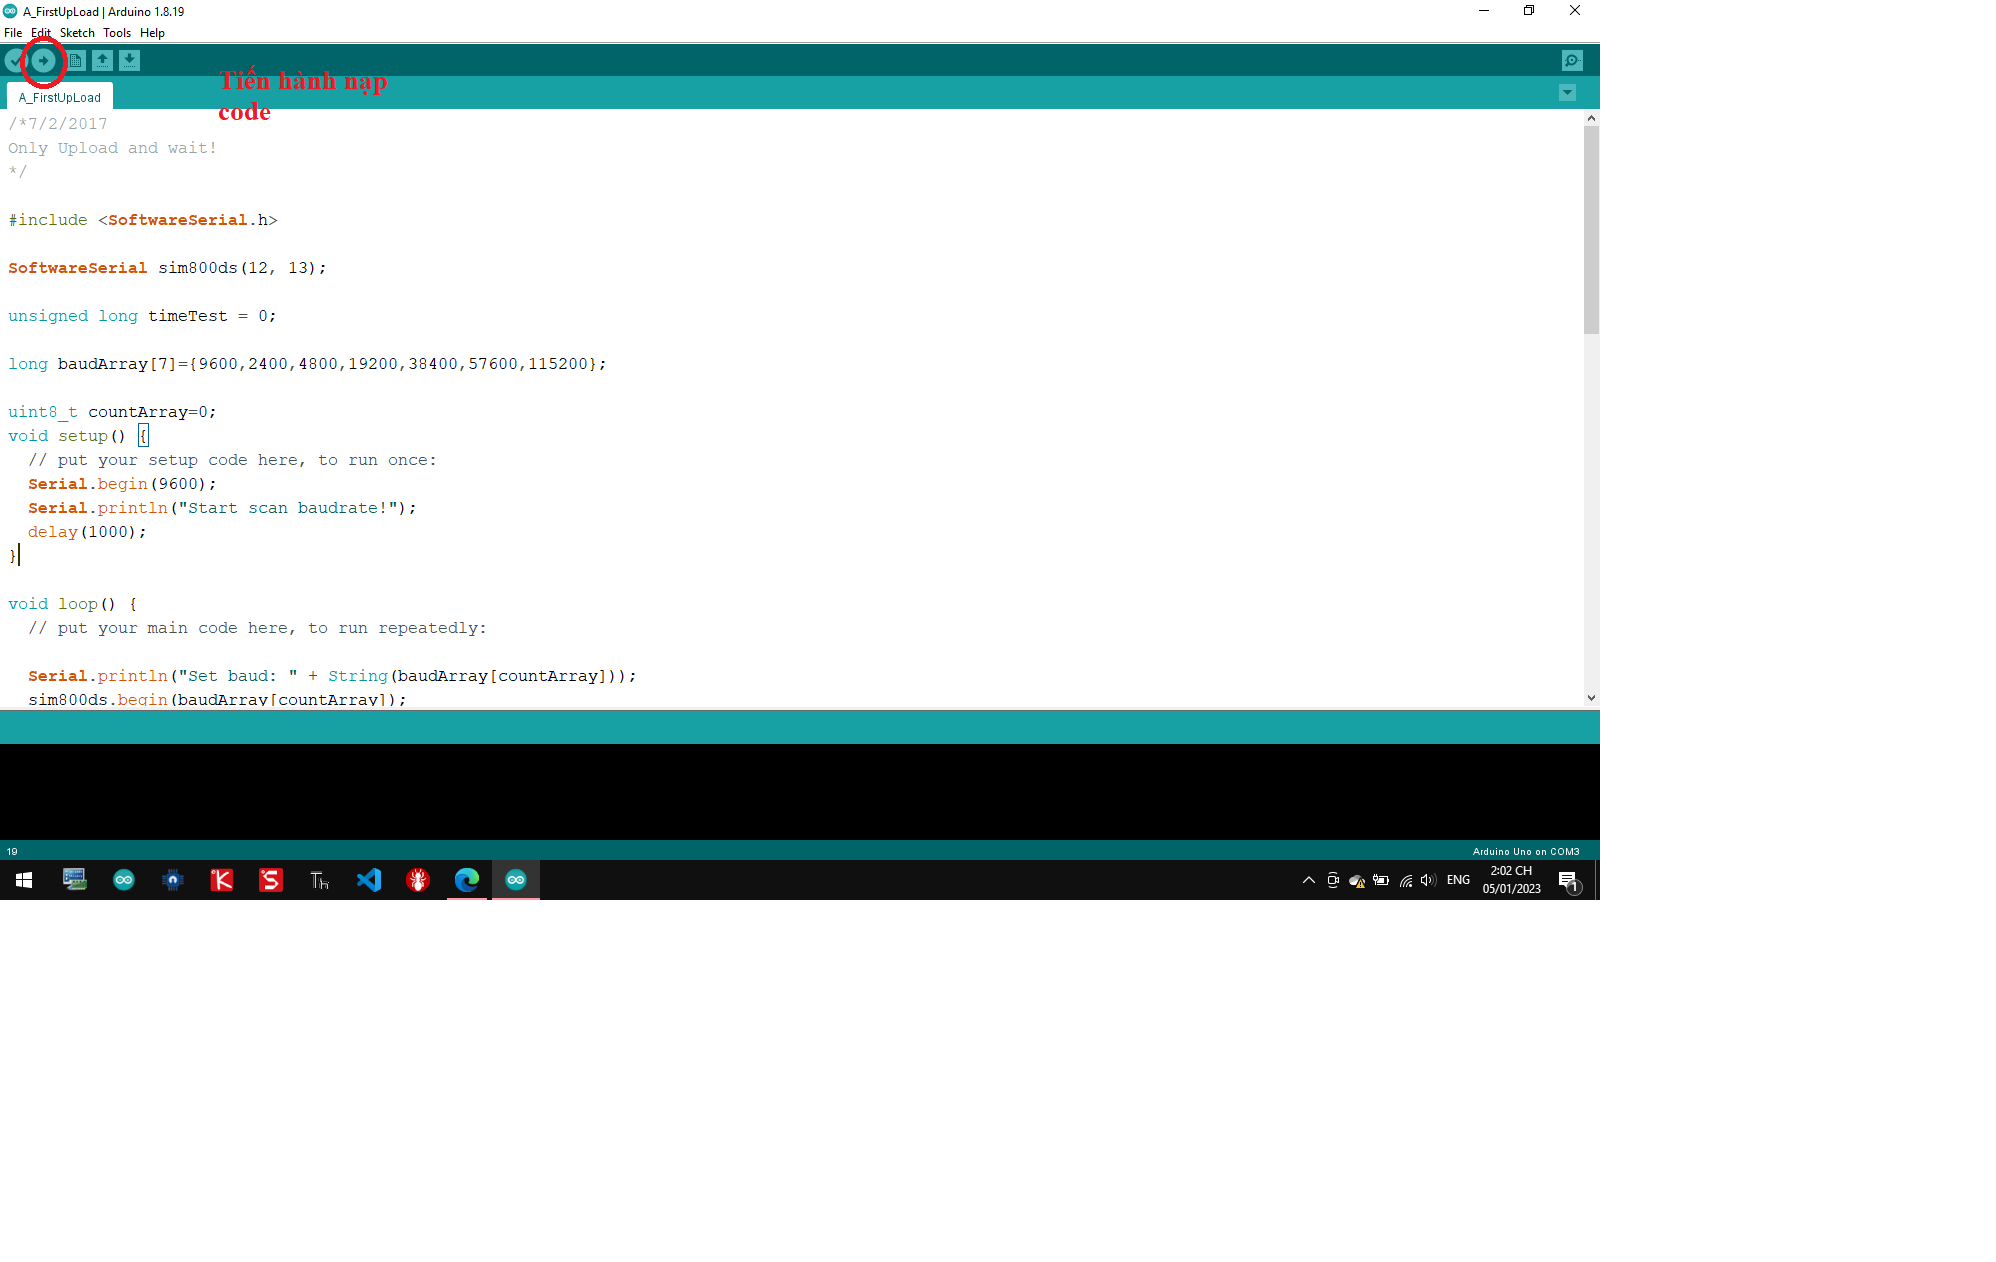 A_FirstUpLoad | Arduino 1.8.19
File Edit Sketch Tools Help
Tiến hành nạp
code
A_FirstUpLoad
/*7/2/2017
Only Upload and wait!
*/
#include <SoftwareSerial.h>
SoftwareSerial sim800ds(12, 13);
unsigned long timeTest = 0;
long baudArray[7]={9600,2400,4800,19200,38400,57600,115200};
uint8_t countArray=0;
void setup() {
  // put your setup code here, to run once:
  Serial.begin(9600);
  Serial.println("Start scan baudrate!");
  delay(1000);
}
void loop() {
  // put your main code here, to run repeatedly:
  Serial.println("Set baud: " + String(baudArray[countArray]));
  sim800ds.begin(baudArray[countArray]);
19
Arduino Uno on COM3
ENG
2:02 CH
05/01/2023
1